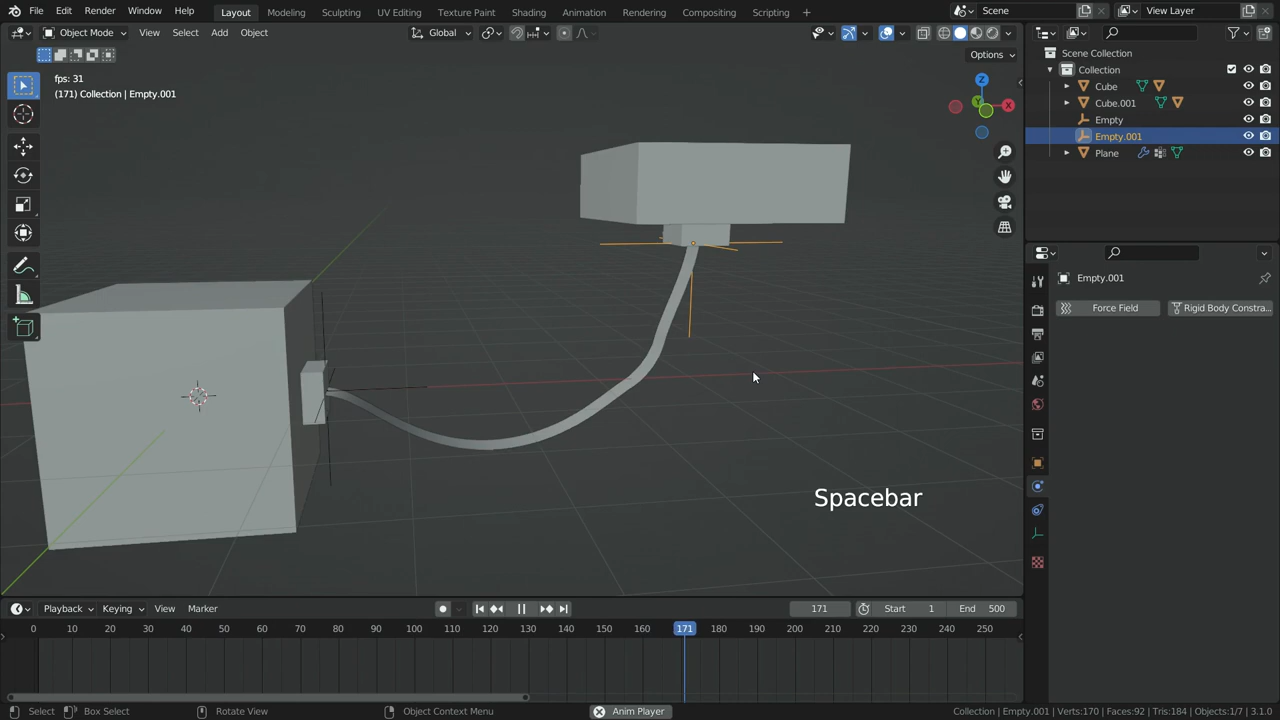 File Edit Render Window Help Layout Modeling Sculpting UV Editing Texture Paint Shading Animation Rendering Compositing Scripting + Scene View Layer
Object Mode View Select Add Object Global
Options
fps: 31
(171) Collection | Empty.001
Z
X
Y
Scene Collection
Collection
Cube
Cube.001
Empty
Empty.001
Plane
Empty.001
Force Field Rigid Body Constra...
Spacebar
Playback Keying View Marker 171 Start 1 End 500
0 10 20 30 40 50 60 70 80 90 100 110 120 130 140 150 160 171 180 190 200 210 220 230 240 250
Select Box Select Rotate View Object Context Menu Anim Player Collection | Empty.001 | Verts:170 | Faces:92 | Tris:184 | Objects:1/7 | 3.1.0